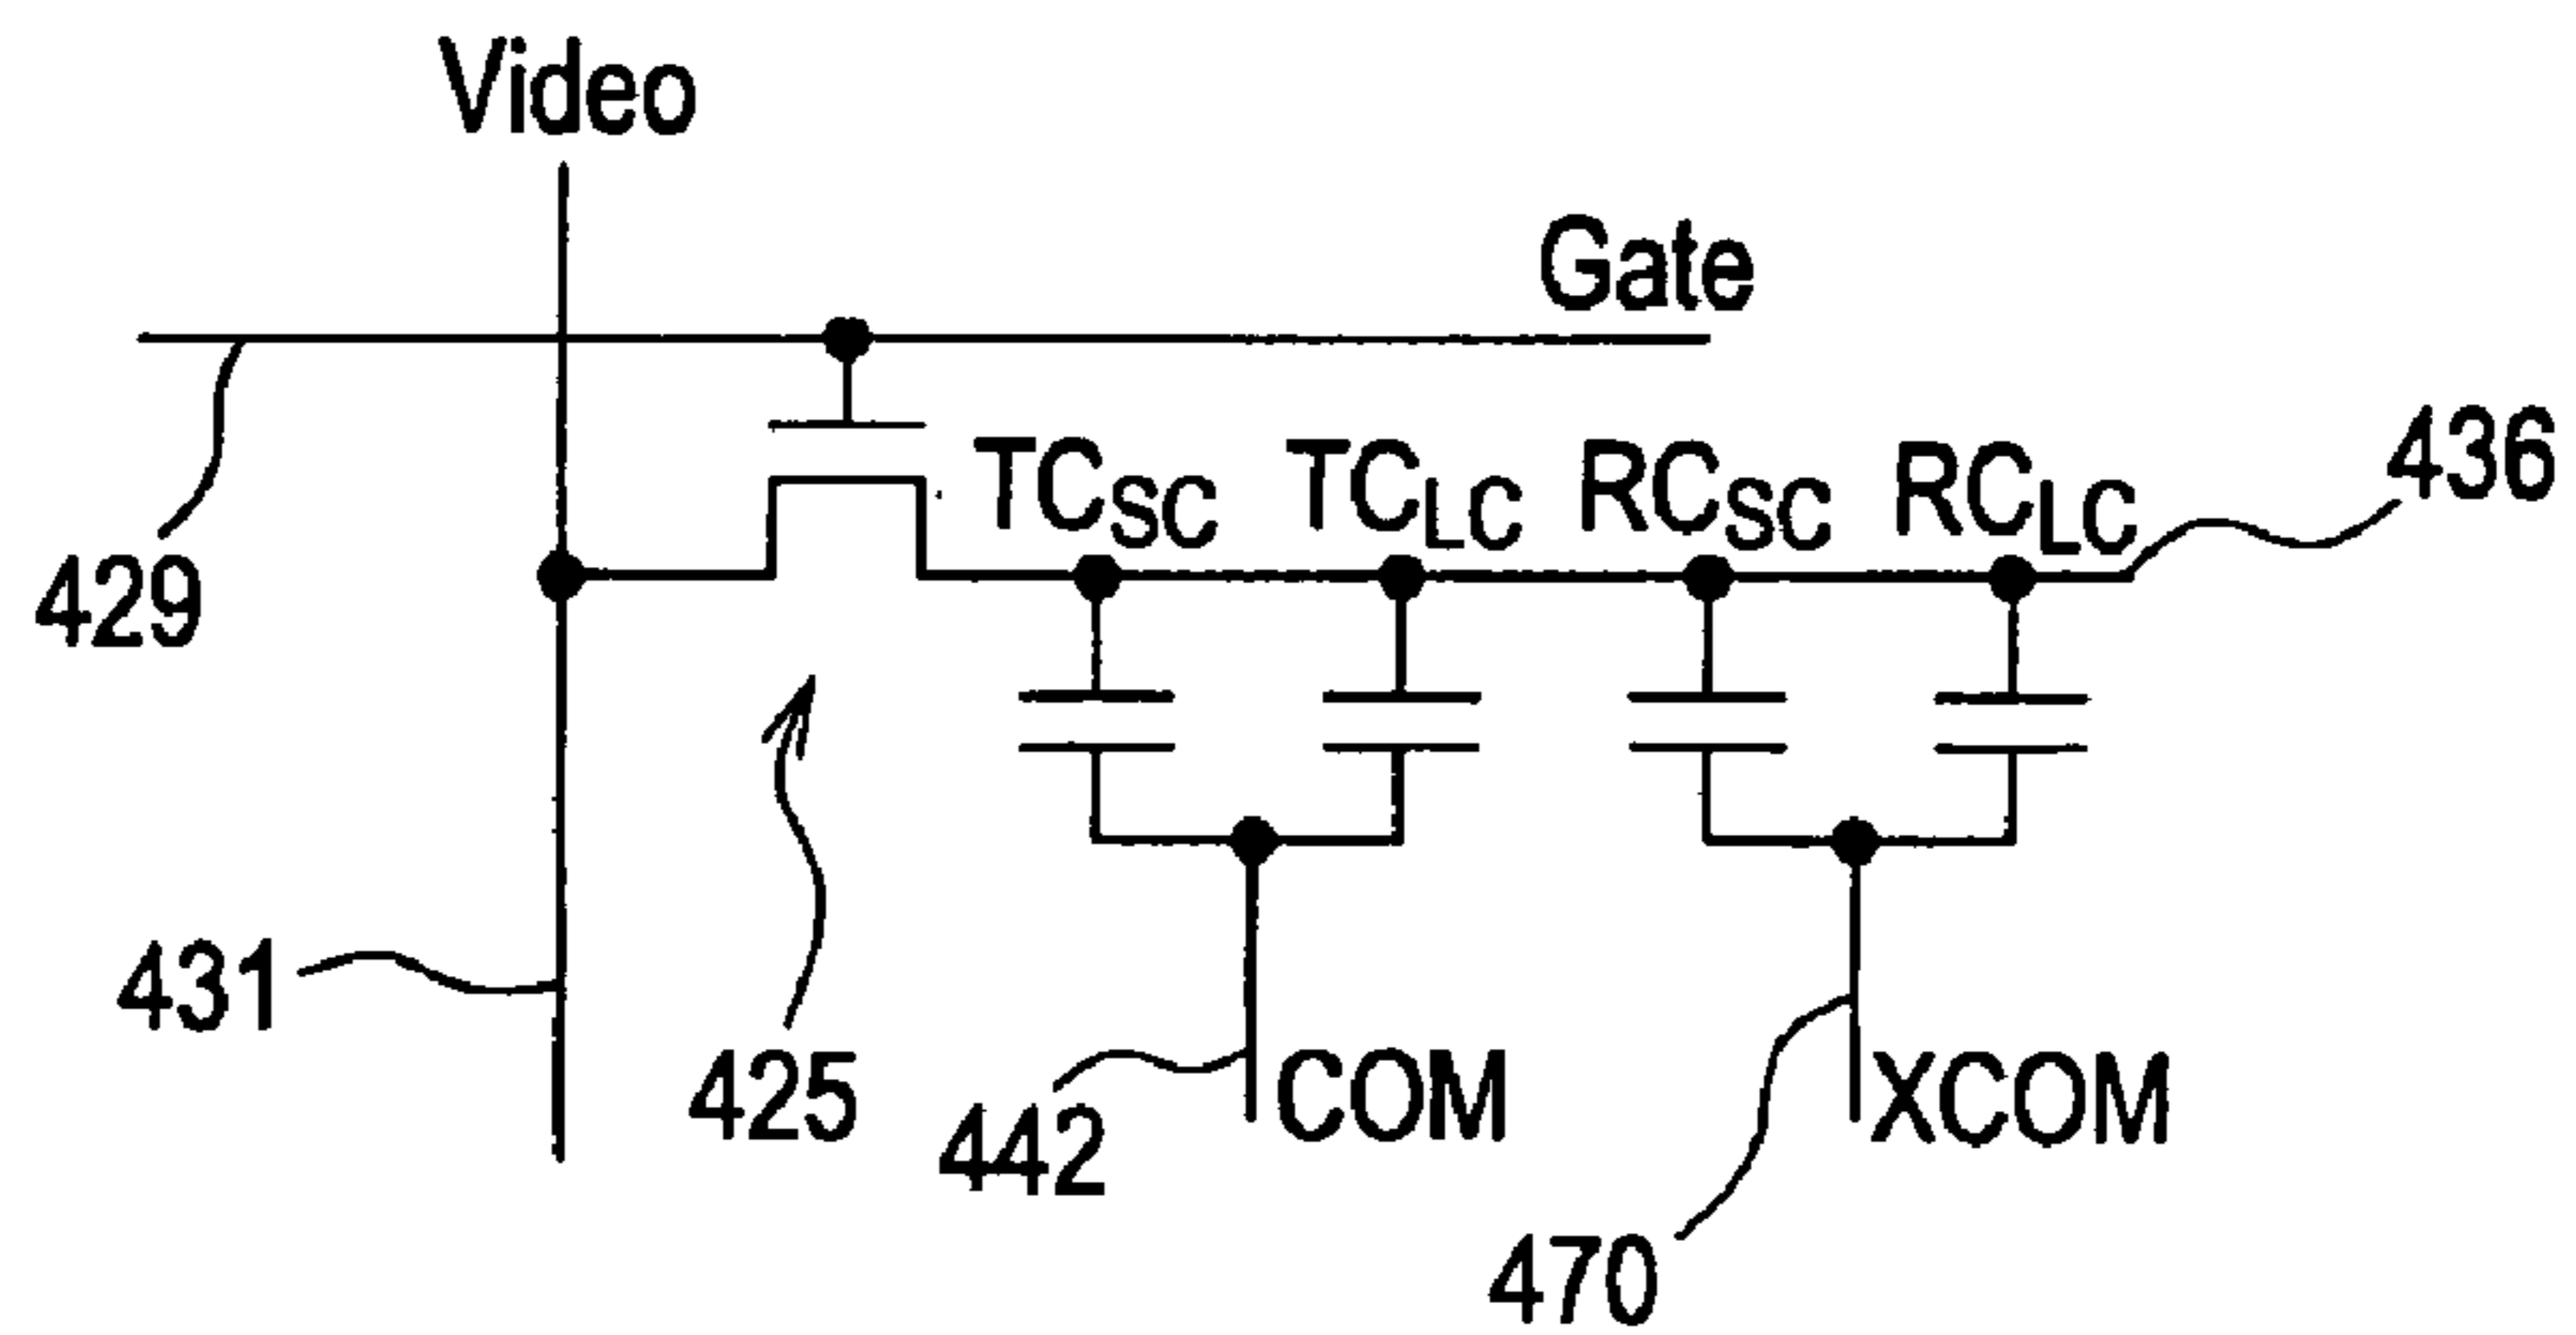 Video
Gate
TCSC TCLC RCSC RCLC 436
429
431
425
442 COM
XCOM
470